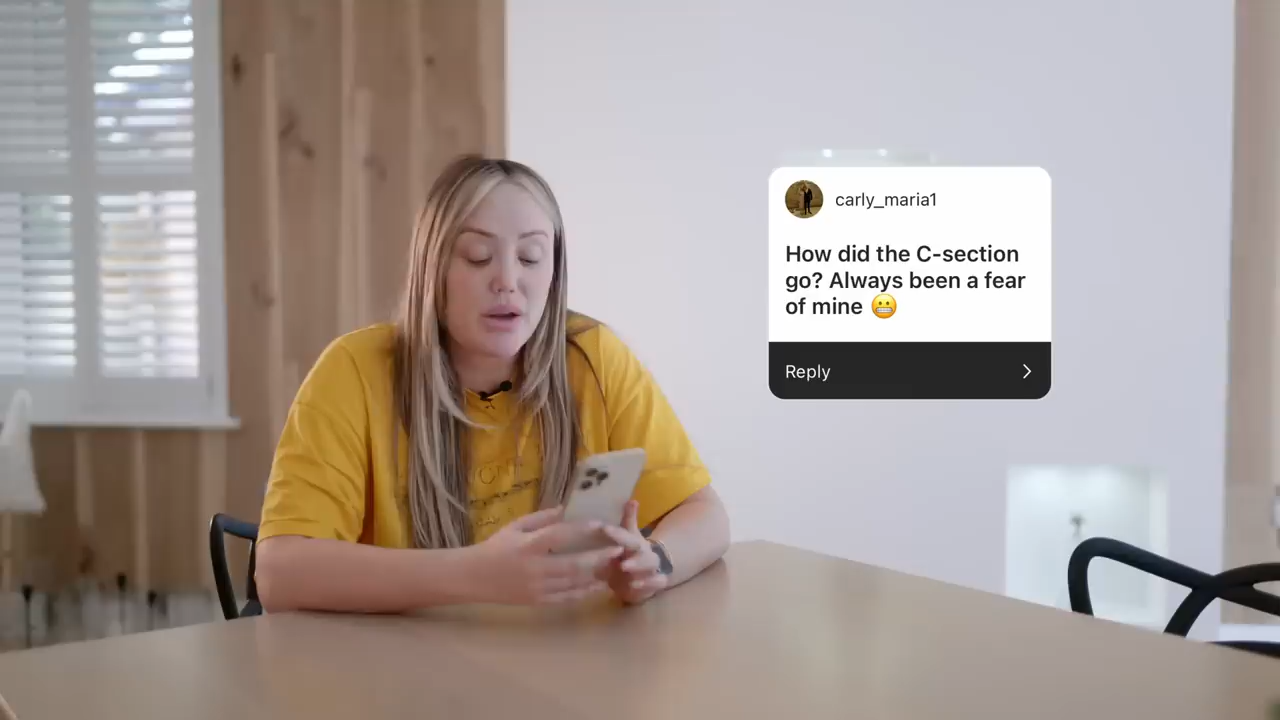 carly_maria1
How did the C-section
go? Always been a fear
of mine 😬
Reply